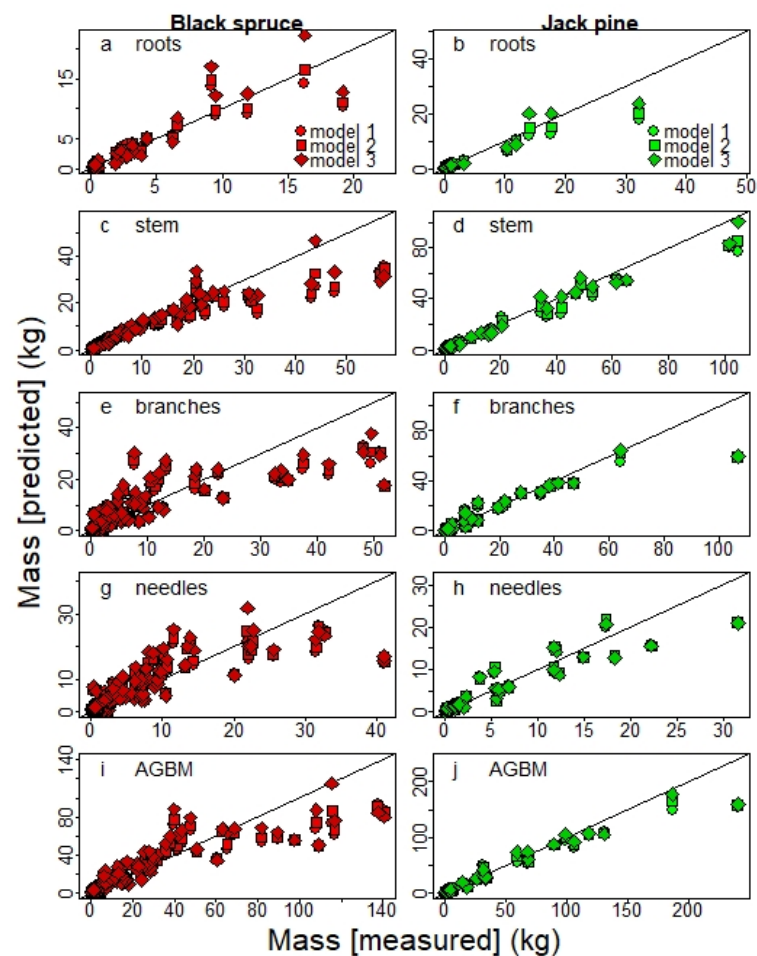 Black spruce
Jack pine
a roots
15
5
0
0 5 10 15 20
model 1
model 2
model 3
b roots
40
20
0
0 10 20 30 40 50
model 1
model 2
model 3
c stem
40
20
0
0 10 20 30 40 50
d stem
80
40
0
0 20 40 60 80 100
e branches
40
20
0
0 10 20 30 40 50
f branches
80
40
0
0 20 40 60 80 100
g needles
30
10
0
0 10 20 30 40
h needles
30
20
10
0
0 5 10 15 20 25 30
i AGBM
140
80
40
0
0 20 40 60 80 100 140
j AGBM
200
100
0
0 50 100 150 200
Mass [predicted] (kg)
Mass [measured] (kg)